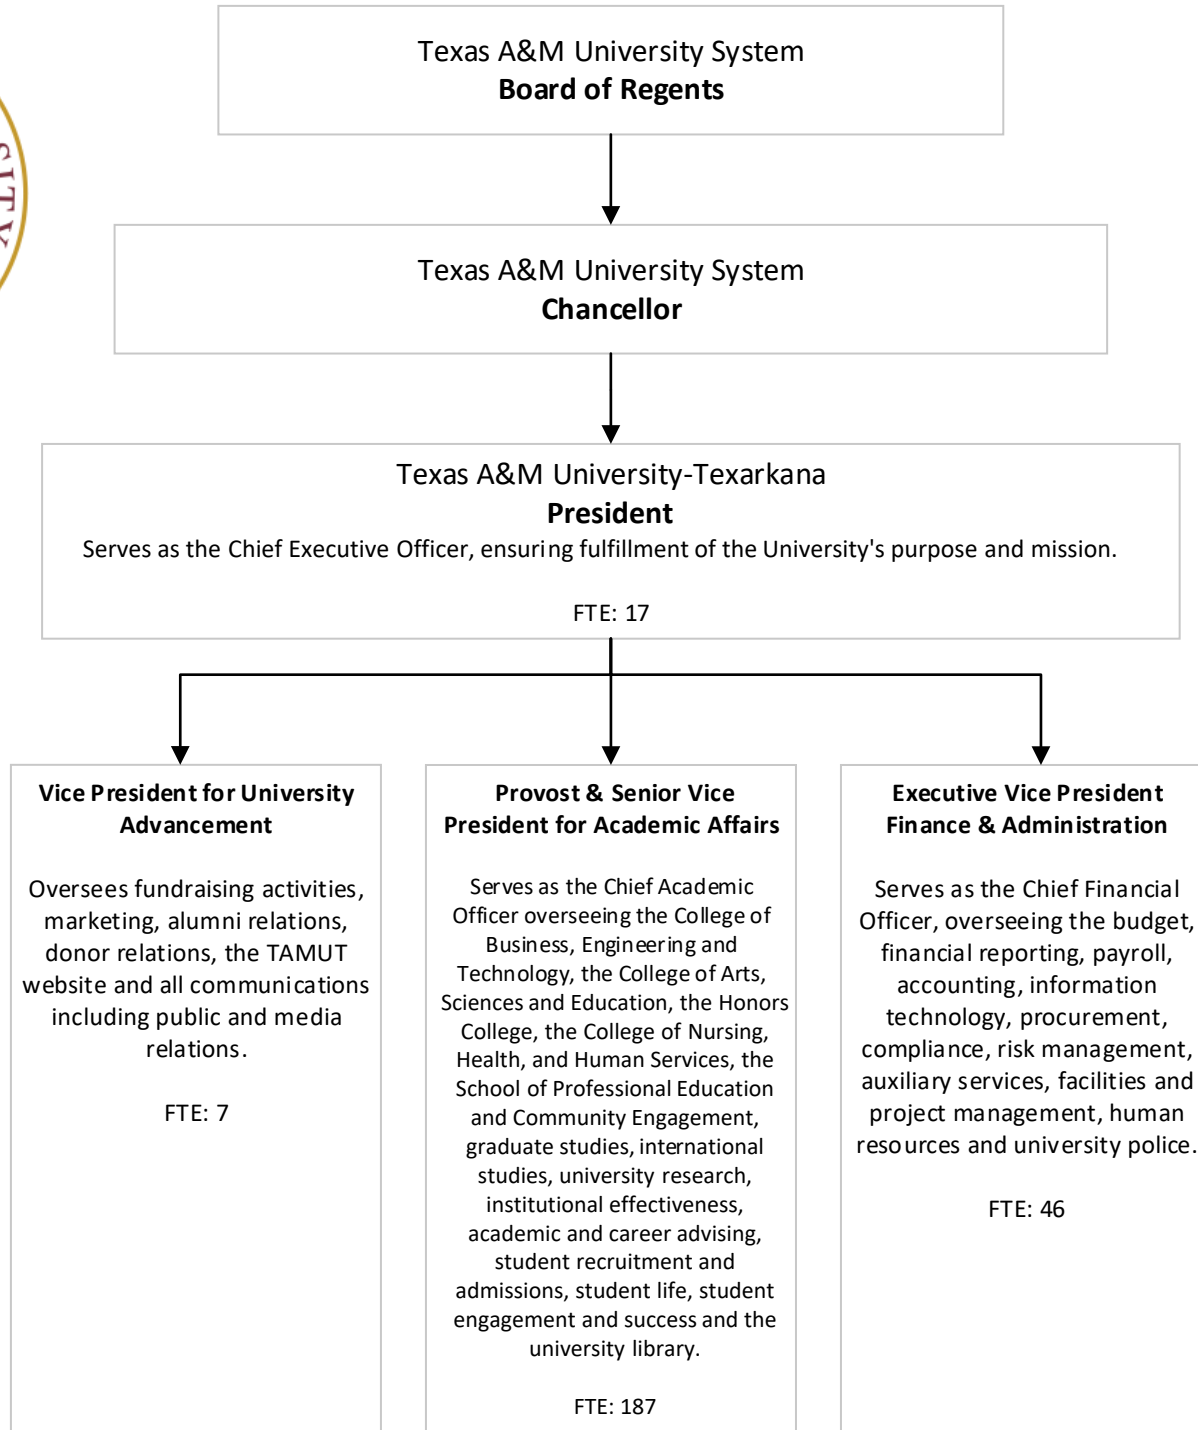 Texas A&M University System
Board of Regents
SITY
Texas A&M University System
Chancellor
Texas A&M University-Texarkana
President
Serves as the Chief Executive Officer, ensuring fulfillment of the University's purpose and mission.
FTE: 17
Vice President for University
Advancement
Oversees fundraising activities,
marketing, alumni relations,
donor relations, the TAMUT
website and all communications
including public and media
relations.
FTE: 7
Provost & Senior Vice
President for Academic Affairs
Serves as the Chief Academic
Officer overseeing the College of
Business, Engineering and
Technology, the College of Arts,
Sciences and Education, the Honors
College, the College of Nursing,
Health, and Human Services, the
School of Professional Education
and Community Engagement,
graduate studies, international
studies, university research,
institutional effectiveness,
academic and career advising,
student recruitment and
admissions, student life, student
engagement and success and the
university library.
FTE: 187
Executive Vice President
Finance & Administration
Serves as the Chief Financial
Officer, overseeing the budget,
financial reporting, payroll,
accounting, information
technology, procurement,
compliance, risk management,
auxiliary services, facilities and
project management, human
resources and university police.
FTE: 46